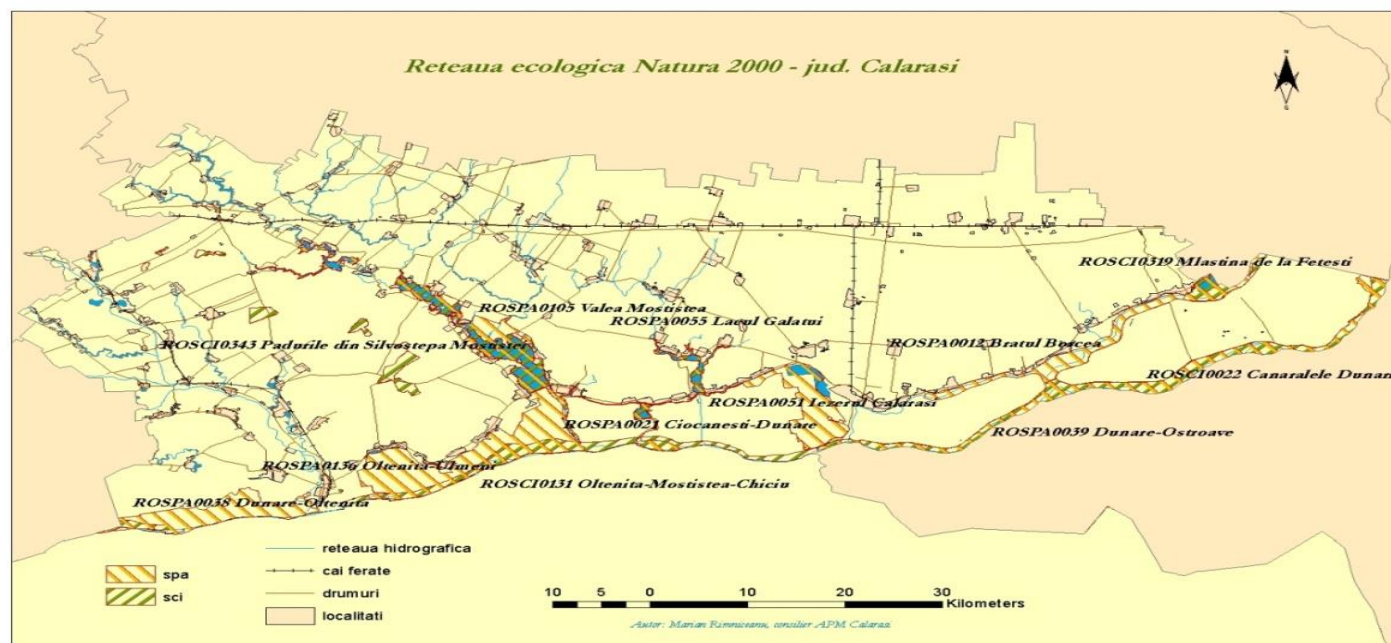 Reteaua ecologica Natura 2000 - jud. Calarasi
N
ROSCI0319 Mlastina de la Fetesti
ROSPA0105 Valea Mostistea
ROSPA0055 Lacul Galatui
ROSCI0343 Padurile din Silvostepa Mostistei
ROSPA0012 Bratul Borcea
ROSCI0022 Canaralele Dunarii
ROSPA0051 Iezerul Calarasi
ROSPA0021 Ciocanesti-Dunare
ROSPA0039 Dunare-Ostroave
ROSPA0136 Oltenita-Ulmeni
ROSCI0131 Oltenita-Mostistea-Chiciu
ROSPA0038 Dunare-Oltenita
reteaua hidrografica
spa
cai ferate
sci
drumuri
localitati
10 5 0 10 20 30
Kilometers
Autor: Marian Rimniceanu, consilier APM Calarasi